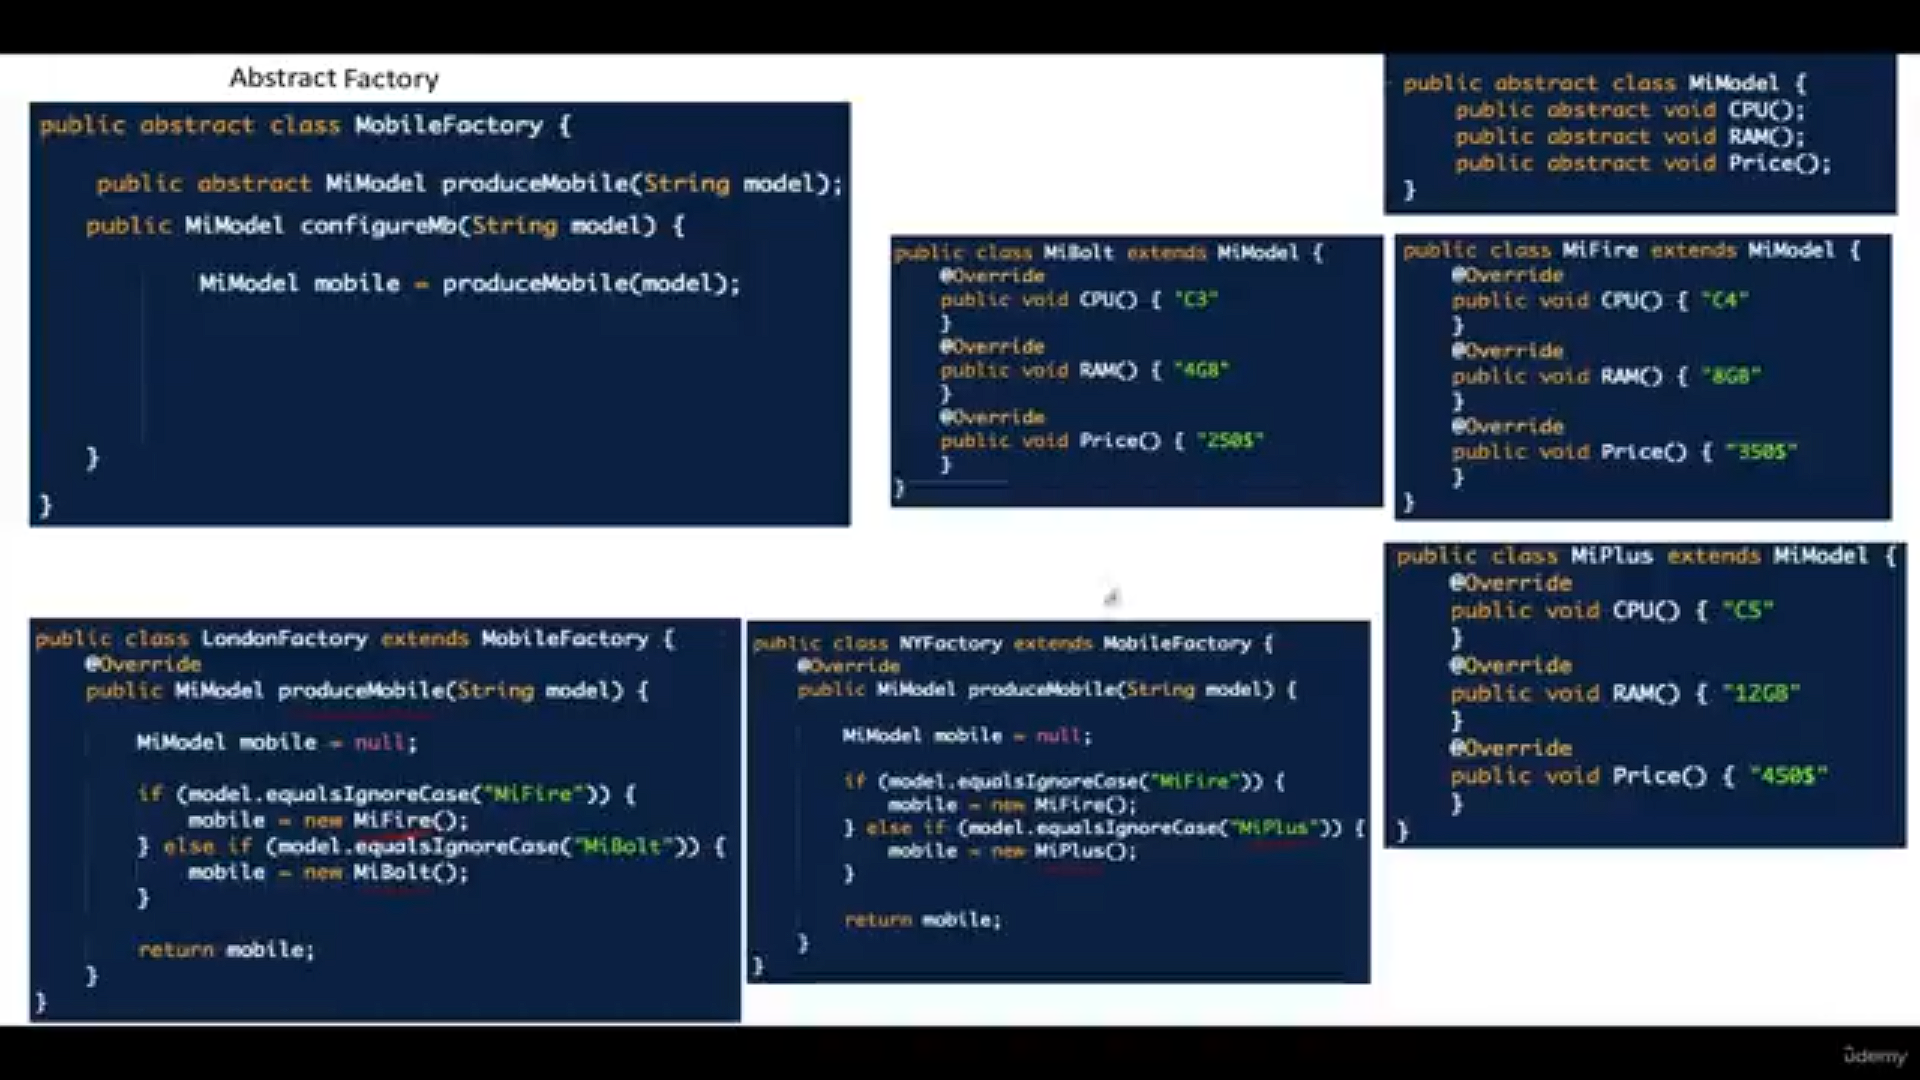 Abstract Factory
public abstract class MobileFactory {
public abstract MiModel produceMobile(String model);
public MiModel configureMb(String model) {
MiModel mobile = produceMobile(model);
}
}
public abstract class MiModel {
public abstract void CPU();
public abstract void RAM();
public abstract void Price();
}
public class MiBolt extends MiModel {
@Override
public void CPU() { "C3"
}
@Override
public void RAM() { "4GB"
}
@Override
public void Price() { "250$"
}
}
public class MiFire extends MiModel {
@Override
public void CPU() { "C4"
}
@Override
public void RAM() { "8GB"
}
@Override
public void Price() { "350$"
}
}
public class LondonFactory extends MobileFactory {
@Override
public MiModel produceMobile(String model) {
MiModel mobile = null;
if (model.equalsIgnoreCase("MiFire")) {
mobile = new MiFire();
} else if (model.equalsIgnoreCase("MiBolt")) {
mobile = new MiBolt();
}
return mobile;
}
}
public class NYFactory extends MobileFactory {
@Override
public MiModel produceMobile(String model) {
MiModel mobile = null;
if (model.equalsIgnoreCase("MiFire")) {
mobile = new MiFire();
} else if (model.equalsIgnoreCase("MiPlus")) {
mobile = new MiPlus();
}
return mobile;
}
}
public class MiPlus extends MiModel {
@Override
public void CPU() { "C5"
}
@Override
public void RAM() { "12GB"
}
@Override
public void Price() { "450$"
}
}
ûdemy